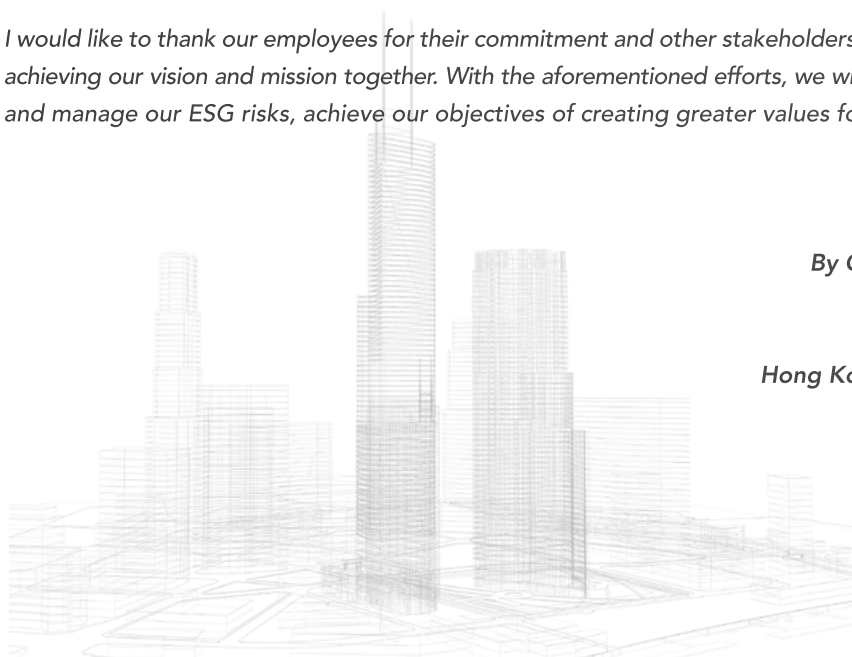 I would like to thank our employees for their commitment and other stakeholders
achieving our vision and mission together. With the aforementioned efforts, we
and manage our ESG risks, achieve our objectives of creating greater values
By
Hong